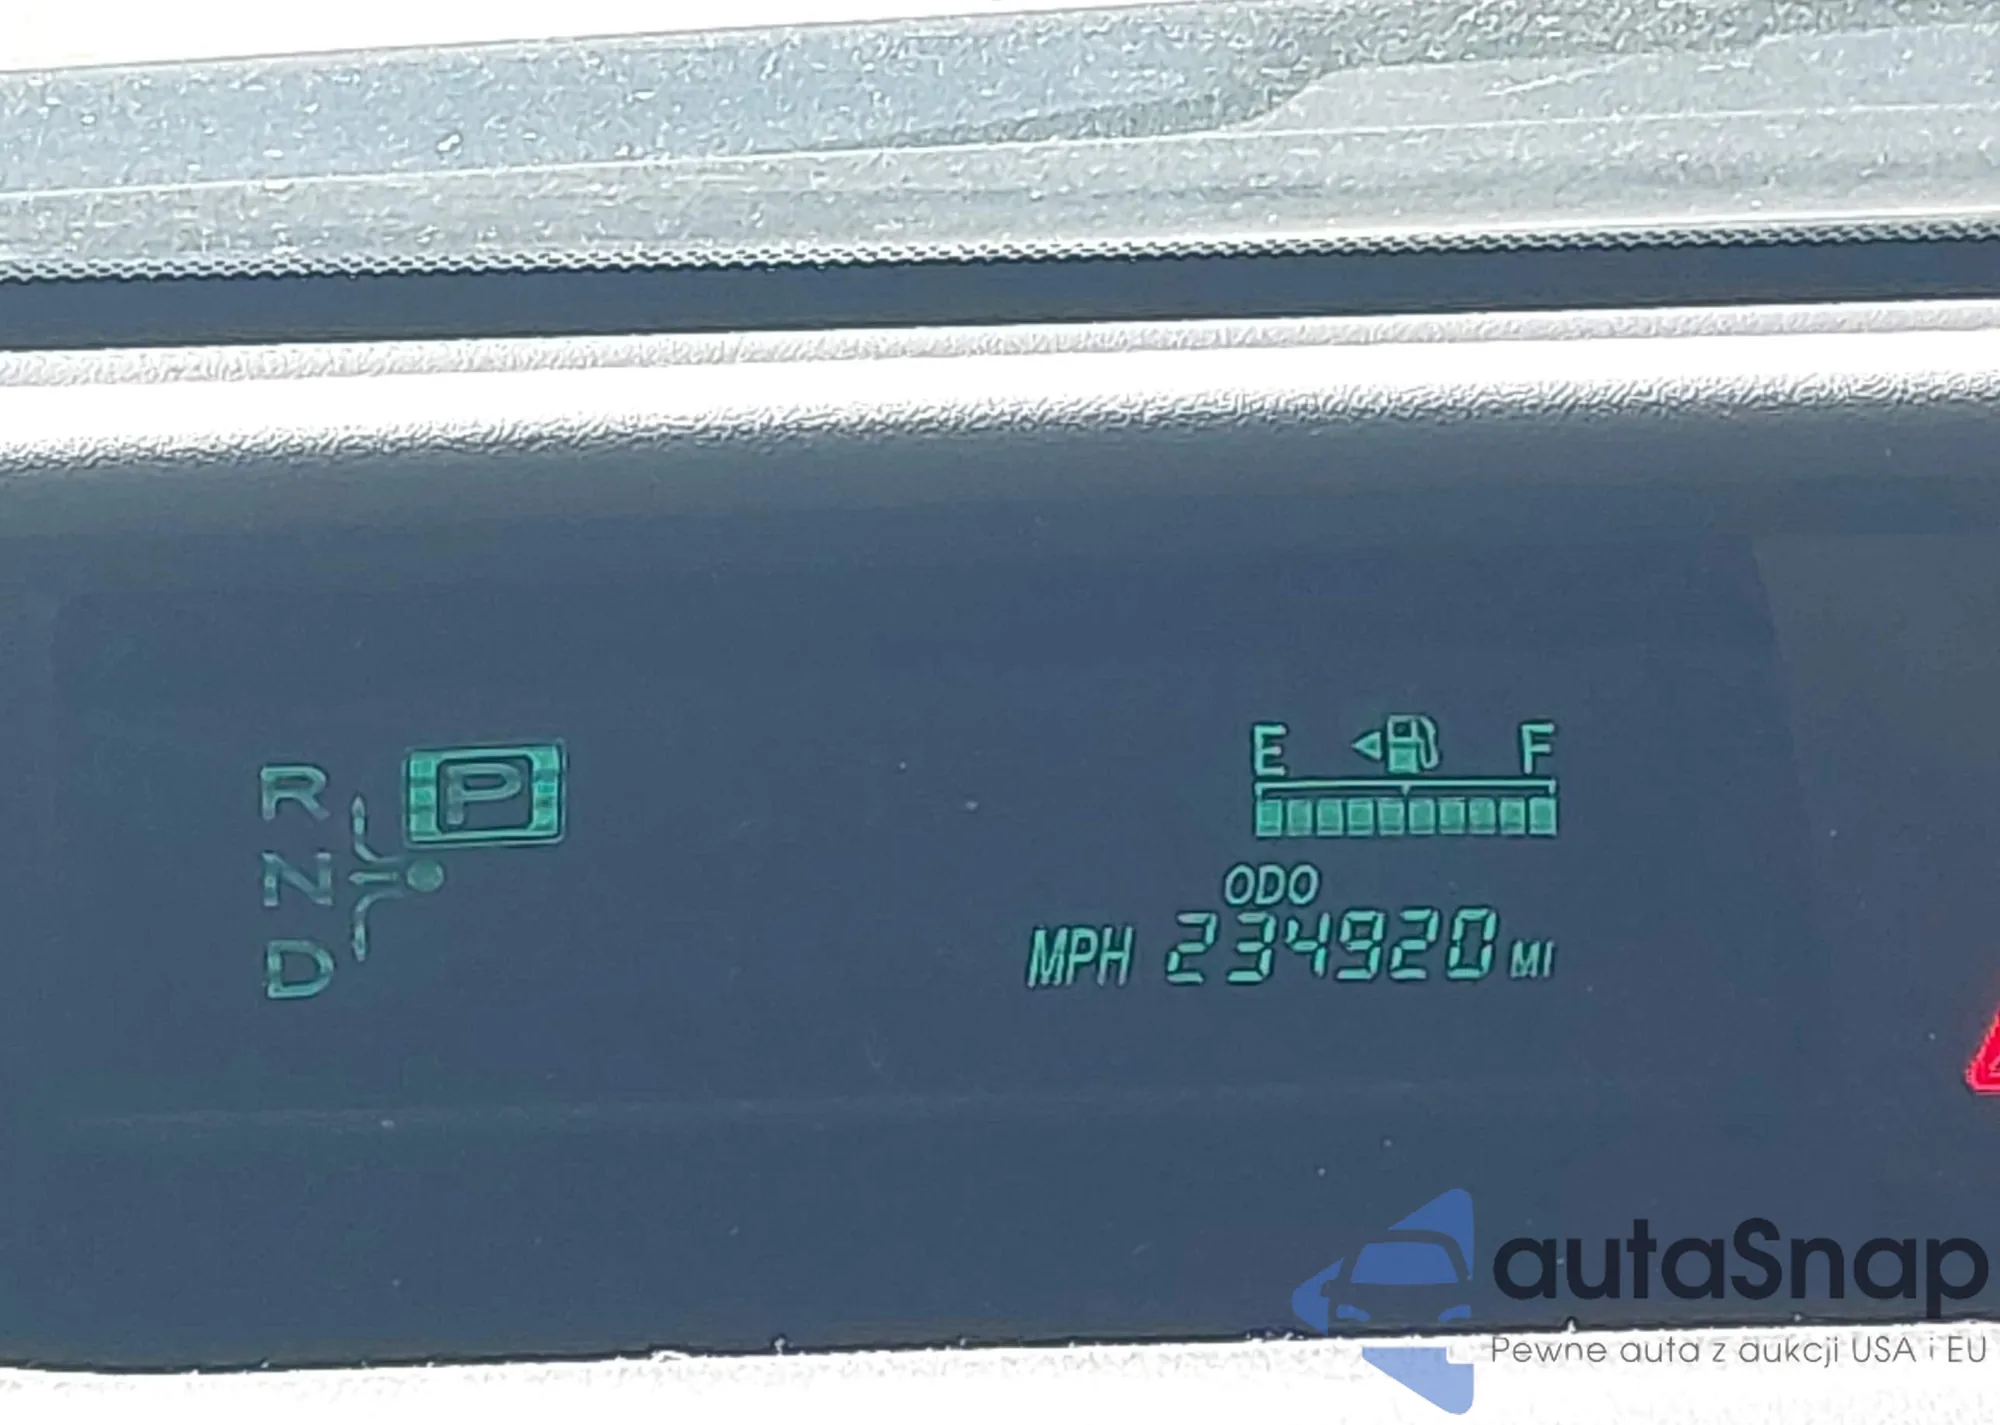 R
N
D
P
E F
ODO
MPH 234920 MI
autaSnap
Pewne auta z aukcji USA i EU